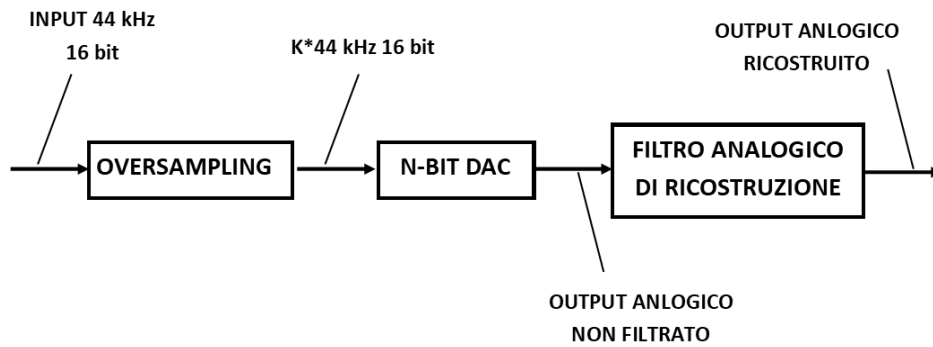 INPUT 44 kHz
16 bit
K*44 kHz 16 bit
OUTPUT ANLOGICO
RICOSTRUITO
OVERSAMPLING
N-BIT DAC
FILTRO ANALOGICO
DI RICOSTRUZIONE
OUTPUT ANLOGICO
NON FILTRATO